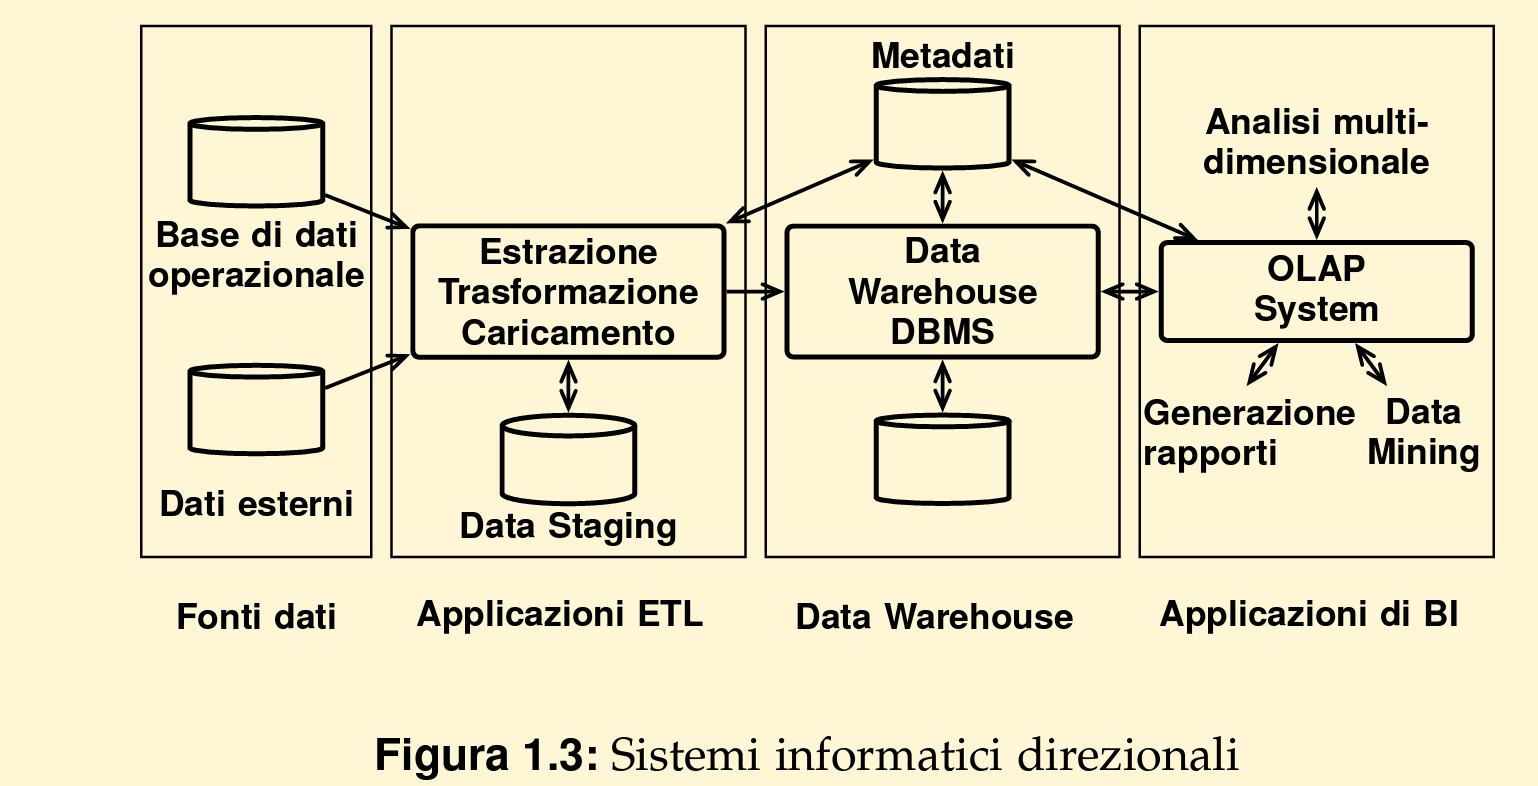 Base di dati
operazionale
Dati esterni
Fonti dati
Estrazione
Trasformazione
Caricamento
Data Staging
Applicazioni ETL
Metadati
Data
Warehouse
DBMS
Data Warehouse
Analisi multi-
dimensionale
OLAP
System
Generazione
rapporti
Data
Mining
Applicazioni di BI
Figura 1.3: Sistemi informatici direzionali